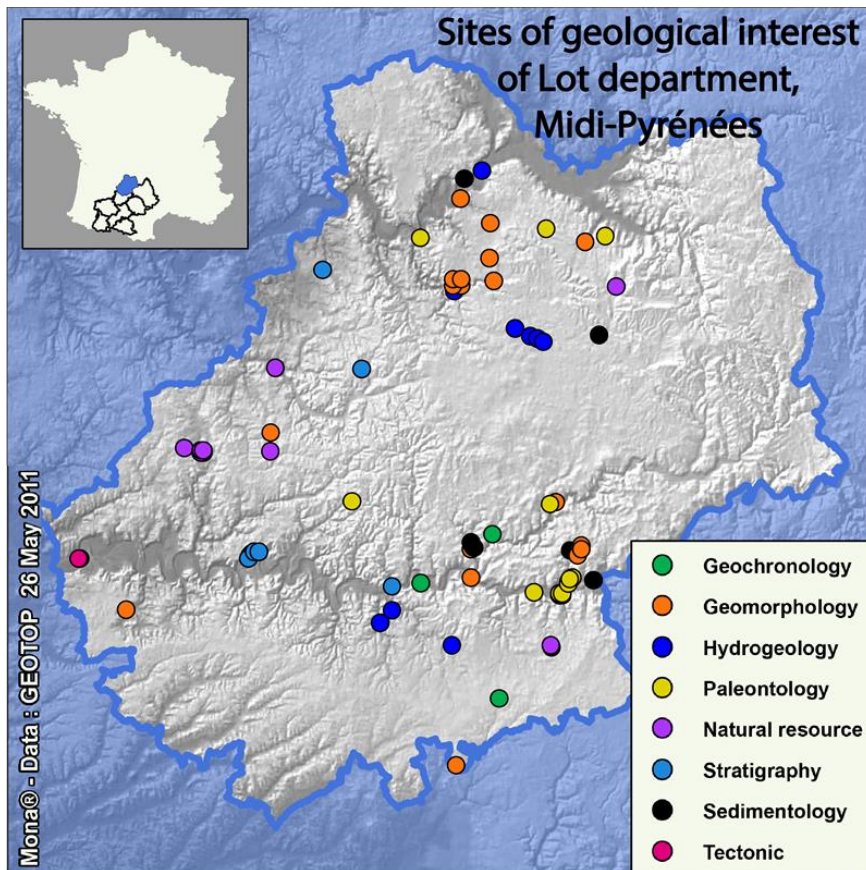 Sites of geological interest
of Lot department,
Midi-Pyrénées
Mona® - Data : GEOTOP 26 May 2011
Geochronology
Geomorphology
Hydrogeology
Paleontology
Natural resource
Stratigraphy
Sedimentology
Tectonic